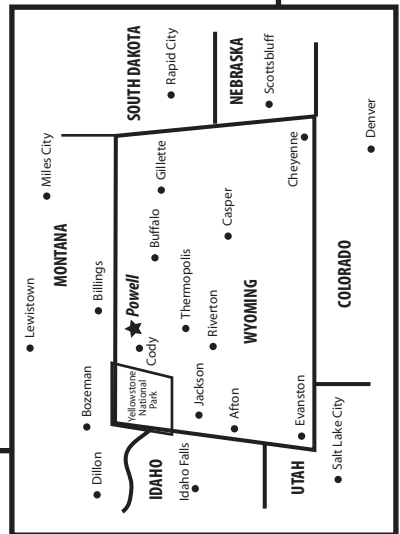 Lewistown
Miles City
MONTANA
Bozeman
Billings
Dillon
SOUTH DAKOTA
Rapid City
Yellowstone
National
Park
Powell
Cody
Buffalo
Gillette
IDAHO
Idaho Falls
Jackson
Thermopolis
Riverton
Casper
NEBRASKA
Scottsbluff
Afton
WYOMING
Evanston
Cheyenne
UTAH
Salt Lake City
COLORADO
Denver